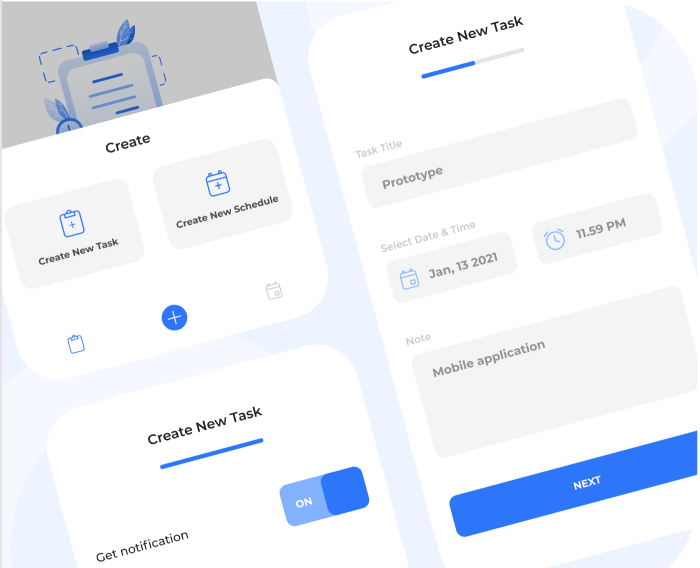 Create
Create New Task
Create New Schedule
Create New Task
Get notification
ON
Create New Task
Task Title
Prototype
Select Date & Time
Jan, 13 2021
11.59 PM
Note
Mobile application
NEXT